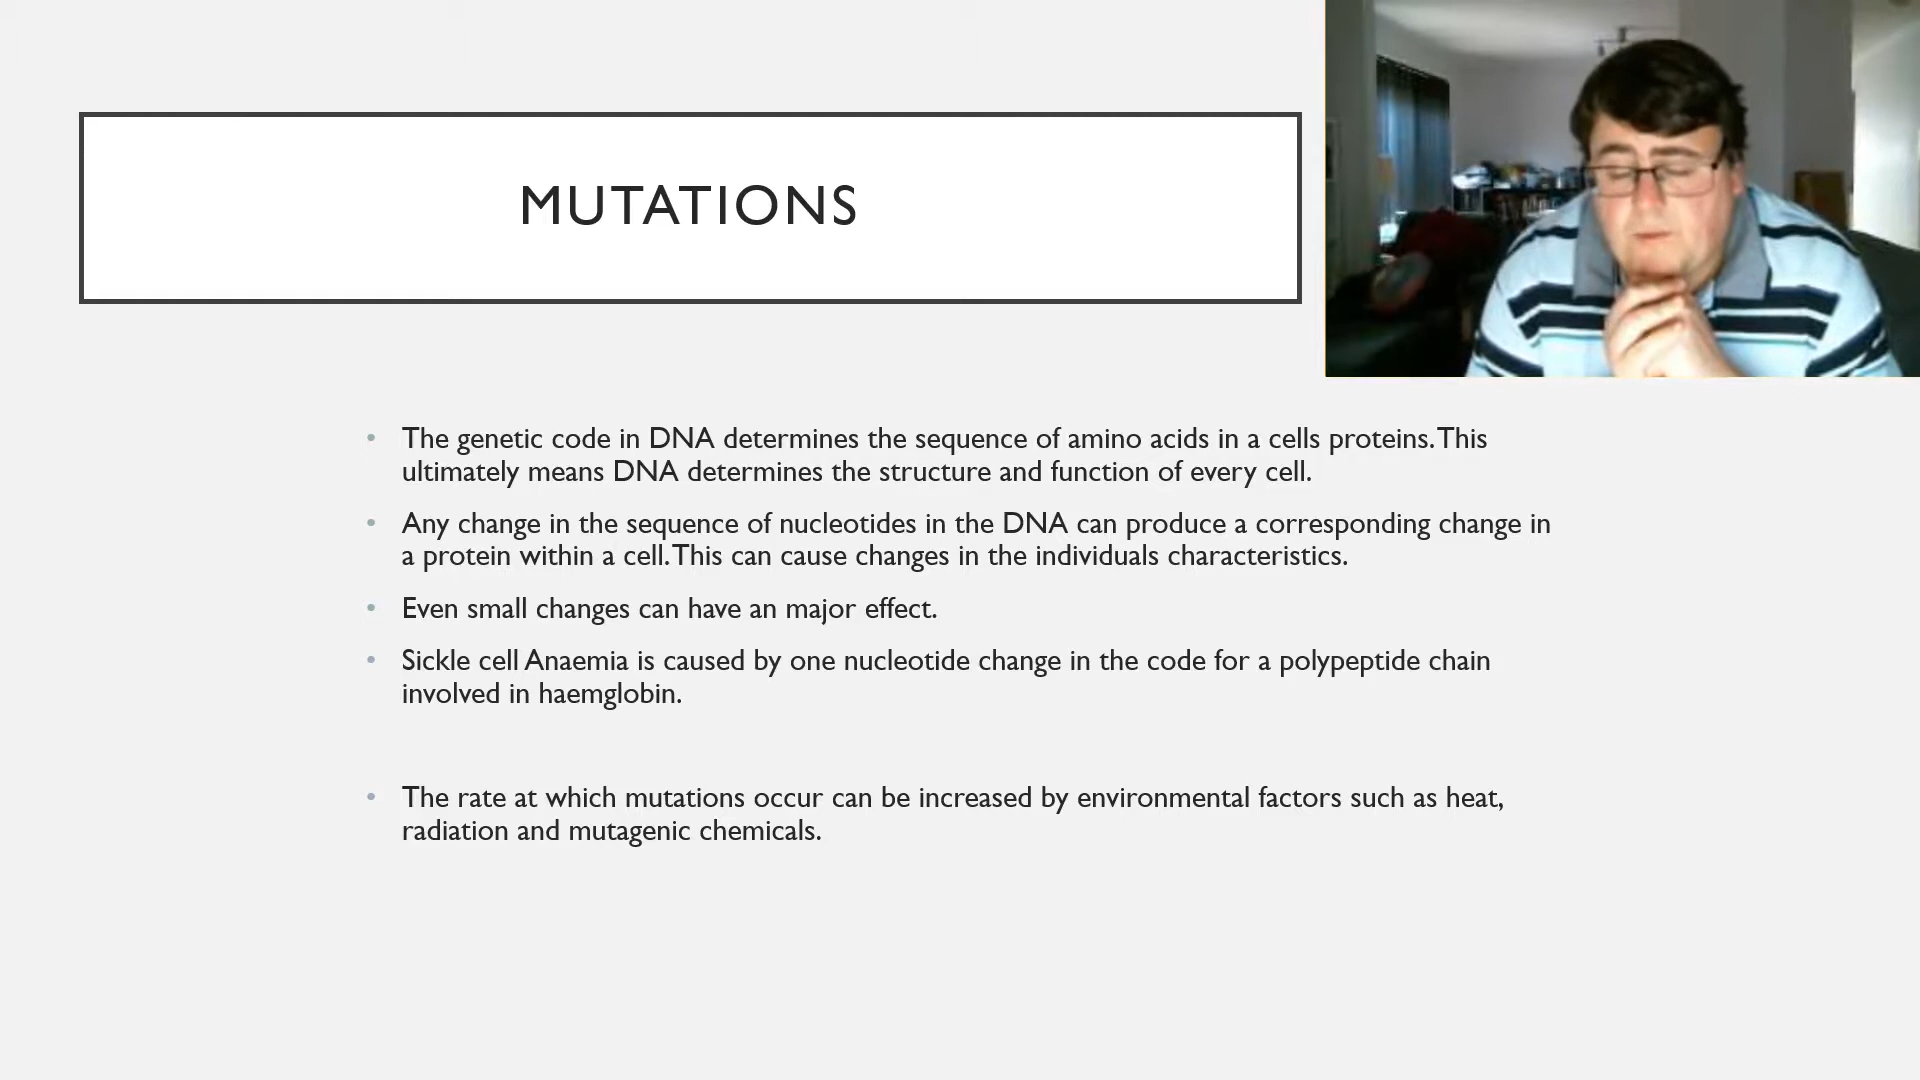 MUTATIONS
• The genetic code in DNA determines the sequence of amino acids in a cells proteins. This
ultimately means DNA determines the structure and function of every cell.
• Any change in the sequence of nucleotides in the DNA can produce a corresponding change in
a protein within a cell. This can cause changes in the individuals characteristics.
• Even small changes can have an major effect.
• Sickle cell Anaemia is caused by one nucleotide change in the code for a polypeptide chain
involved in haemglobin.
• The rate at which mutations occur can be increased by environmental factors such as heat,
radiation and mutagenic chemicals.